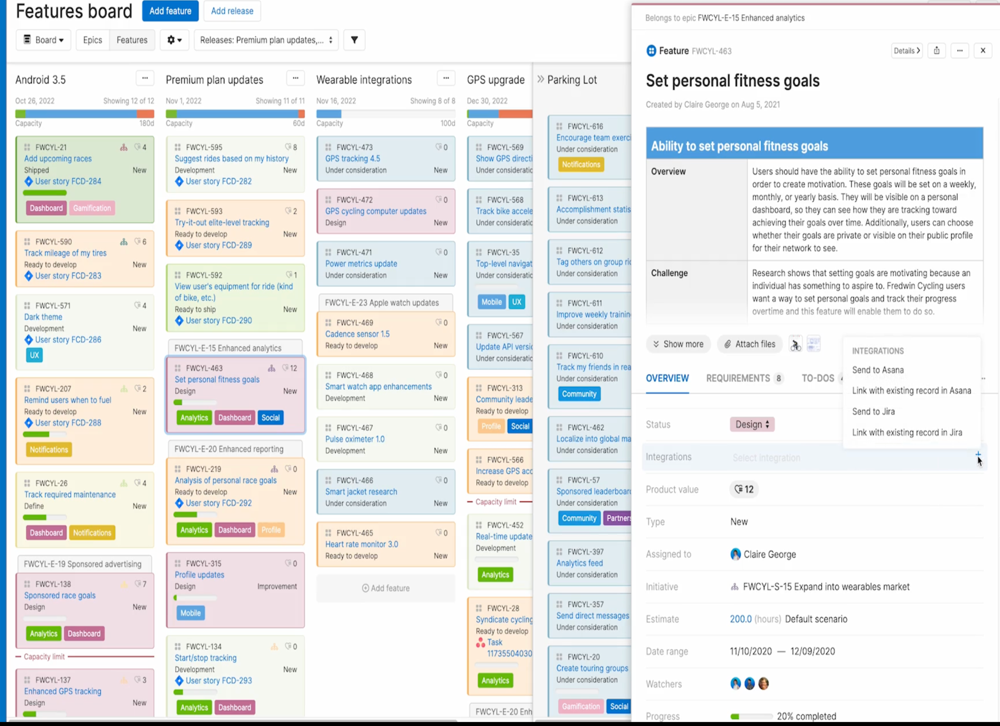 Features board
Add feature
Add release
Board
Epics
Features
Releases: Premium plan updates,...
Android 3.5
...
Oct 26, 2022
Showing 12 of 12
Capacity
180d
FWCYL-21
4
Add upcoming races
Shipped
New
User story FCD-284
Dashboard
Gamification
FWCYL-590
6
Track mileage of my tires
Ready to develop
New
User story FCD-283
FWCYL-571
4
Dark theme
Development
New
User story FCD-286
UX
FWCYL-207
2
Remind users when to fuel
Ready to develop
New
User story FCD-288
Notifications
FWCYL-26
4
Track required maintenance
Define
New
Dashboard
Notifications
FWCYL-E-19 Sponsored advertising
FWCYL-138
7
Sponsored race goals
Design
New
Analytics
Dashboard
Capacity limit
FWCYL-137
3
Enhanced GPS tracking
Design
New
Premium plan updates
...
Nov 1, 2022
Showing 11 of 11
Capacity
60d
FWCYL-595
8
Suggest rides based on my history
Development
New
User story FCD-282
FWCYL-593
2
Try-it-out elite-level tracking
Ready to develop
New
User story FCD-289
FWCYL-592
1
View user's equipment for ride (kind
of bike, etc.)
Ready to ship
New
User story FCD-290
FWCYL-E-15 Enhanced analytics
FWCYL-463
12
Set personal fitness goals
Design
New
Analytics
Dashboard
Social
FWCYL-E-20 Enhanced reporting
FWCYL-219
0
Analysis of personal race goals
Ready to develop
New
User story FCD-292
Analytics
Dashboard
Profile
FWCYL-315
0
Profile updates
Design
Improvement
Mobile
FWCYL-134
0
Start/stop tracking
Development
New
User story FCD-293
Analytics
Dashboard
Wearable integrations
...
Nov 16, 2022
Showing 8 of 8
Capacity
100d
FWCYL-473
0
GPS tracking 4.5
Under consideration
New
FWCYL-472
0
GPS cycling computer updates
Design
New
FWCYL-471
0
Power metrics update
Under consideration
New
FWCYL-E-23 Apple watch updates
FWCYL-469
0
Cadence sensor 1.5
Ready to develop
New
FWCYL-468
0
Smart watch app enhancements
Development
New
FWCYL-467
0
Pulse oximeter 1.0
Development
New
FWCYL-466
0
Smart jacket research
Under consideration
New
FWCYL-465
0
Heart rate monitor 3.0
Ready to develop
New
Add feature
GPS upgrade
Dec 30, 2022
Capacity
FWCYL-569
Show GPS directi
Under consideratio
FWCYL-568
Track bike accele
Under consideratio
FWCYL-35
Top-level navigat
Under consideratio
Mobile
UX
FWCYL-567
Update API versio
Under consideratio
FWCYL-313
Community leade
Ready to develop
Profile
Social
FWCYL-566
Increase GPS acc
Ready to develop
Capacity limit
FWCYL-452
Real-time update
Development
Analytics
FWCYL-28
Syndicate cycling
Ready to develop
Task
11735504030
Analytics
FWCYL-E-20 Enh
Parking Lot
FWCYL-616
Encourage team exerci
Under consideration
Notifications
FWCYL-613
Accomplishment statis
Under consideration
FWCYL-612
Tag others on group ri
Under consideration
FWCYL-611
Improve weekly training
Under consideration
FWCYL-610
Track my friends in rea
Under consideration
Community
FWCYL-462
Localize into global ma
Under consideration
FWCYL-57
Sponsored leaderboard
Under consideration
Community
Partners
FWCYL-397
Analytics feed
Under consideration
FWCYL-357
Send direct messages
Under consideration
FWCYL-20
Create touring groups
Under consideration
Gamification
Social
Belongs to epic FWCYL-E-15 Enhanced analytics
Feature FWCYL-463
Details
...
X
Set personal fitness goals
Created by Claire George on Aug 5, 2021
Ability to set personal fitness goals
Overview
Users should have the ability to set personal fitness goals in
order to create motivation. These goals will be set on a weekly,
monthly, or yearly basis. They will be visible on a personal
dashboard, so they can see how they are tracking toward
achieving their goals over time. Additionally, users can choose
whether their goals are private or visible on their public profile
for their network to see.
Challenge
Research shows that setting goals are motivating because an
individual has something to aspire to. Fredwin Cycling users
want a way to set personal goals and track their progress
overtime and this feature will enable them to do so.
Show more
Attach files
OVERVIEW
REQUIREMENTS 8
TO-DOS
INTEGRATIONS
Send to Asana
Link with existing record in Asana
Send to Jira
Link with existing record in Jira
Status
Design
Integrations
Select integration
+
Product value
12
Type
New
Assigned to
Claire George
Initiative
FWCYL-S-15 Expand into wearables market
Estimate
200.0 (hours) Default scenario
Date range
11/10/2020 — 12/09/2020
Watchers
Progress
20% completed